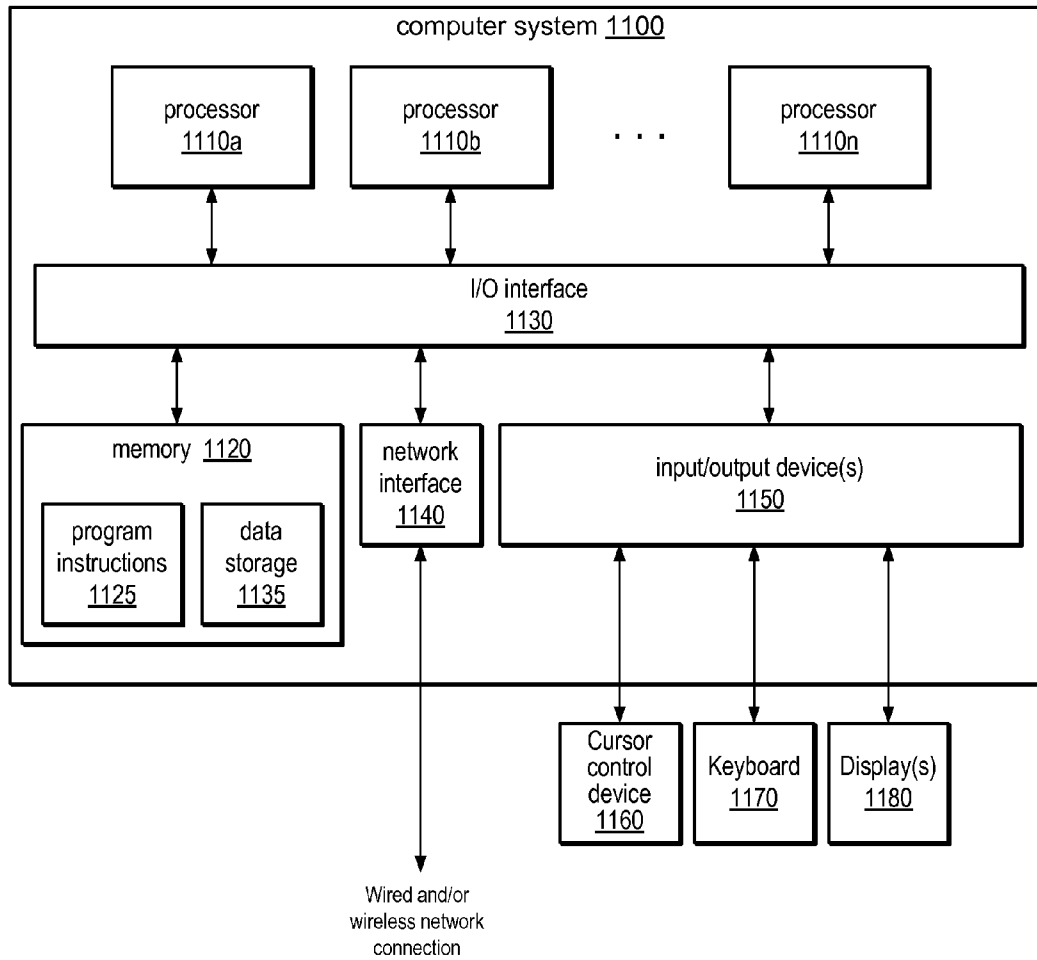 computer system 1100
processor
1110a
processor
1110b
. . .
processor
1110n
I/O interface
1130
memory 1120
program
instructions
1125
data
storage
1135
network
interface
1140
input/output device(s)
1150
Cursor
control
device
1160
Keyboard
1170
Display(s)
1180
Wired and/or
wireless network
connection